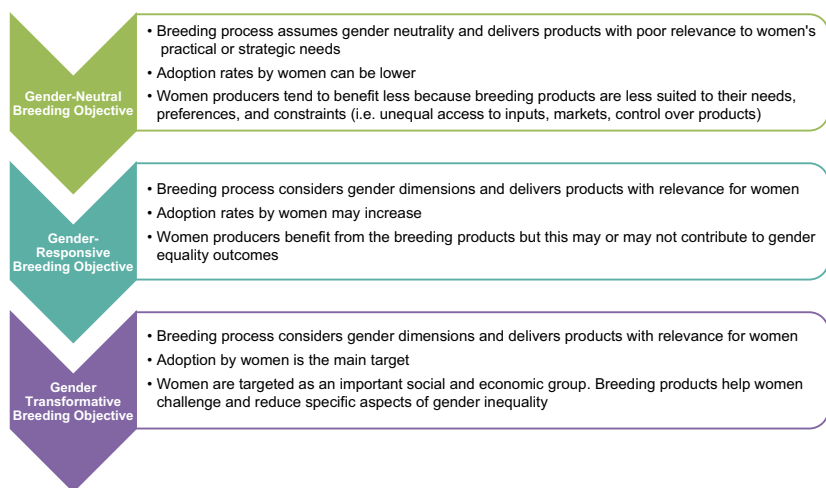 Gender-Neutral
Breeding Objective
• Breeding process assumes gender neutrality and delivers products with poor relevance to women's
practical or strategic needs
• Adoption rates by women can be lower
• Women producers tend to benefit less because breeding products are less suited to their needs,
preferences, and constraints (i.e. unequal access to inputs, markets, control over products)
Gender-
Responsive
Breeding Objective
• Breeding process considers gender dimensions and delivers products with relevance for women
• Adoption rates by women may increase
• Women producers benefit from the breeding products but this may or may not contribute to gender
equality outcomes
Gender
Transformative
Breeding Objective
• Breeding process considers gender dimensions and delivers products with relevance for women
• Adoption by women is the main target
• Women are targeted as an important social and economic group. Breeding products help women
challenge and reduce specific aspects of gender inequality